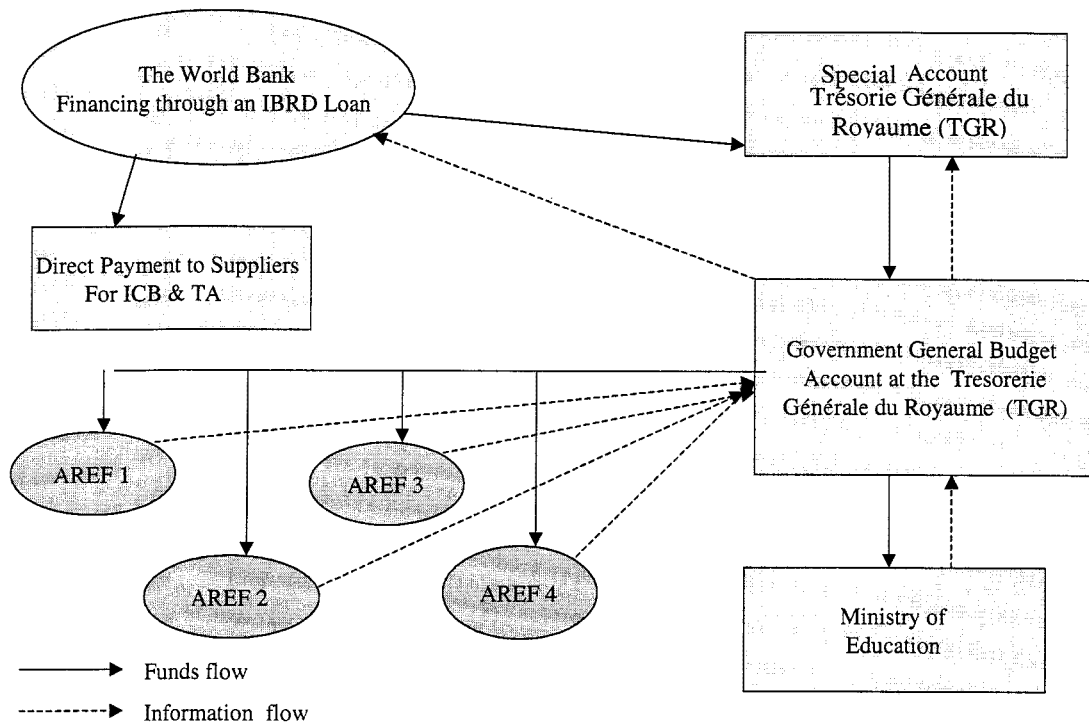 The World Bank
Financing through an IBRD Loan
Special Account
Trésorie Générale du
Royaume (TGR)
Direct Payment to Suppliers
For ICB & TA
Government General Budget
Account at the Tresorerie
Générale du Royaume (TGR)
AREF 1
AREF 3
AREF 2
AREF 4
Ministry of
Education
Funds flow
Information flow